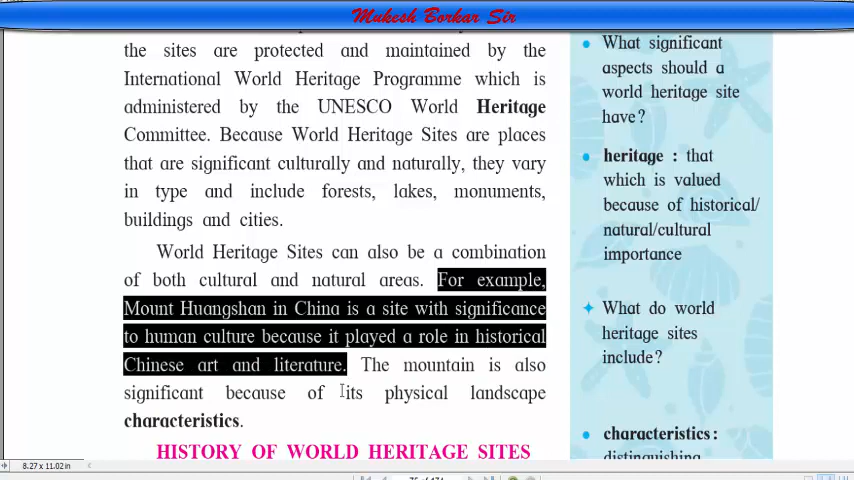 Mukesh Borkar Sir
the sites are protected and maintained by the
International World Heritage Programme which is
administered by the UNESCO World Heritage
Committee. Because World Heritage Sites are places
that are significant culturally and naturally, they vary
in type and include forests, lakes, monuments,
buildings and cities.
World Heritage Sites can also be a combination
of both cultural and natural areas. For example,
Mount Huangshan in China is a site with significance
to human culture because it played a role in historical
Chinese art and literature. The mountain is also
significant because of its physical landscape
characteristics.
HISTORY OF WORLD HERITAGE SITES
• What significant
aspects should a
world heritage site
have?
• heritage : that
which is valued
because of historical/
natural/cultural
importance
What do world
heritage sites
include?
• characteristics :
distinguishing
8.27 x 11.02 in